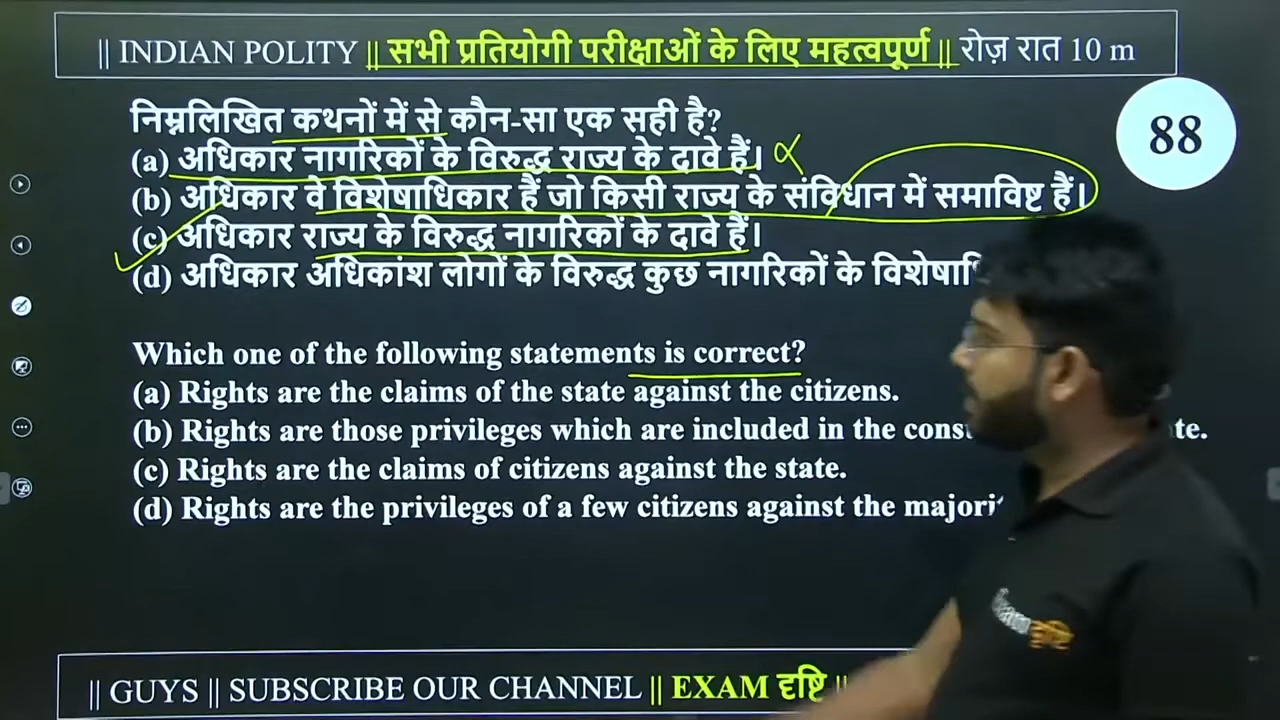 || INDIAN POLITY || सभी प्रतियोगी परीक्षाओं के लिए महत्वपूर्ण || रोज़ रात 10 m
88
निम्नलिखित कथनों में से कौन-सा एक सही है?
(a) अधिकार नागरिकों के विरुद्ध राज्य के दावे हैं।
(b) अधिकार वे विशेषाधिकार हैं जो किसी राज्य के संविधान में समाविष्ट हैं।
(c) अधिकार राज्य के विरुद्ध नागरिकों के दावे हैं।
(d) अधिकार अधिकांश लोगों के विरुद्ध कुछ नागरिकों के
Which one of the following statements is correct?
(a) Rights are the claims of the state against the citizens.
(b) Rights are those privileges which are included in the
(c) Rights are the claims of citizens against the state.
(d) Rights are the privileges of a few citizens against the
|| GUYS || SUBSCRIBE OUR CHANNEL || EXAM दृष्टि ||